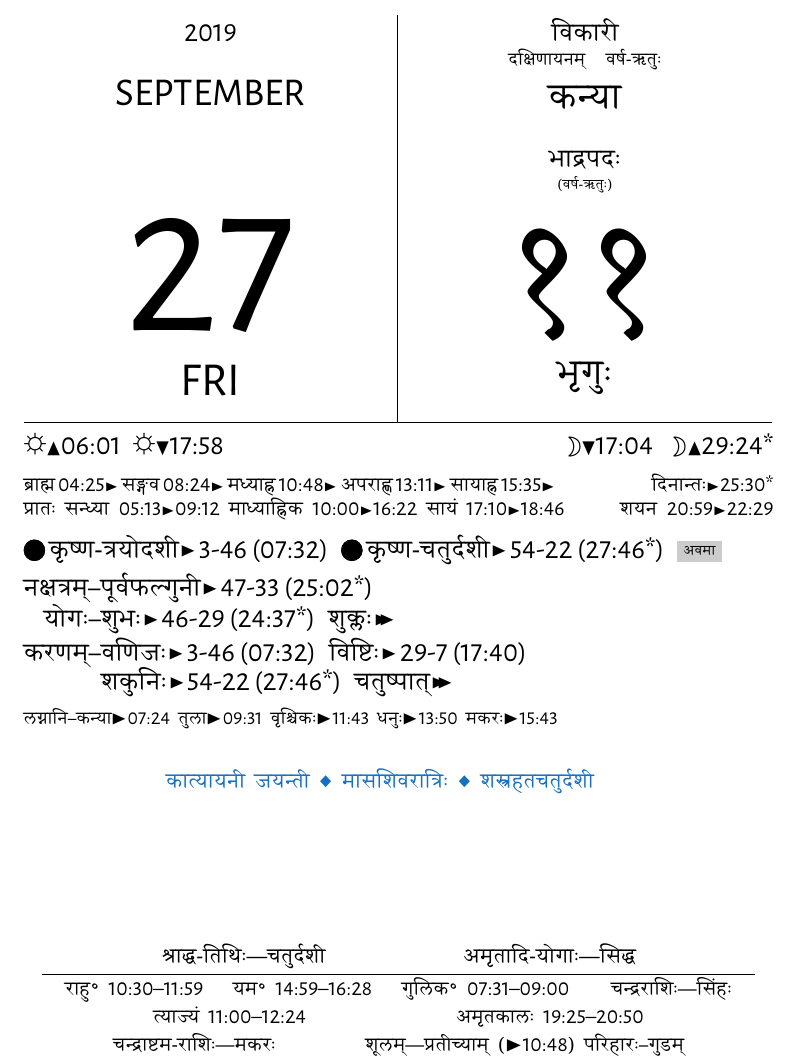 2019
SEPTEMBER
27
FRI
विकारी
दक्षिणायनम् वर्ष-ऋतुः
कन्या
भाद्रपदः
(वर्ष-ऋतुः)
११
भृगुः
☼▲06:01 ☼▼17:58 ☽▼17:04 ☽▲29:24*
ब्राह्म 04:25► सङ्गव 08:24► मध्याह्न 10:48► अपराह्ण 13:11► सायाह्न 15:35► दिनान्तः►25:30*
प्रातः सन्ध्या 05:13►09:12 माध्याह्निक 10:00►16:22 सायं 17:10►18:46 शयन 20:59►22:29
●कृष्ण-त्रयोदशी►3-46 (07:32) ●कृष्ण-चतुर्दशी►54-22 (27:46*) अवमा
नक्षत्रम्–पूर्वफल्गुनी►47-33 (25:02*)
योगः–शुभः►46-29 (24:37*) शुक्लः►►
करणम्–वणिजः►3-46 (07:32) विष्टिः►29-7 (17:40)
शकुनिः►54-22 (27:46*) चतुष्पात्►►
लग्नानि–कन्या►07:24 तुला►09:31 वृश्चिकः►11:43 धनुः►13:50 मकरः►15:43
कात्यायनी जयन्ती ◆ मासशिवरात्रिः ◆ शस्त्रहतचतुर्दशी
श्राद्ध-तिथिः—चतुर्दशी अमृतादि-योगाः—सिद्ध
राहु॰ 10:30–11:59 यम॰ 14:59–16:28 गुलिक॰ 07:31–09:00 चन्द्रराशिः—सिंहः
त्याज्यं 11:00–12:24 अमृतकालः 19:25–20:50
चन्द्राष्टम-राशिः—मकरः शूलम्—प्रतीच्याम् (►10:48) परिहारः–गुडम्